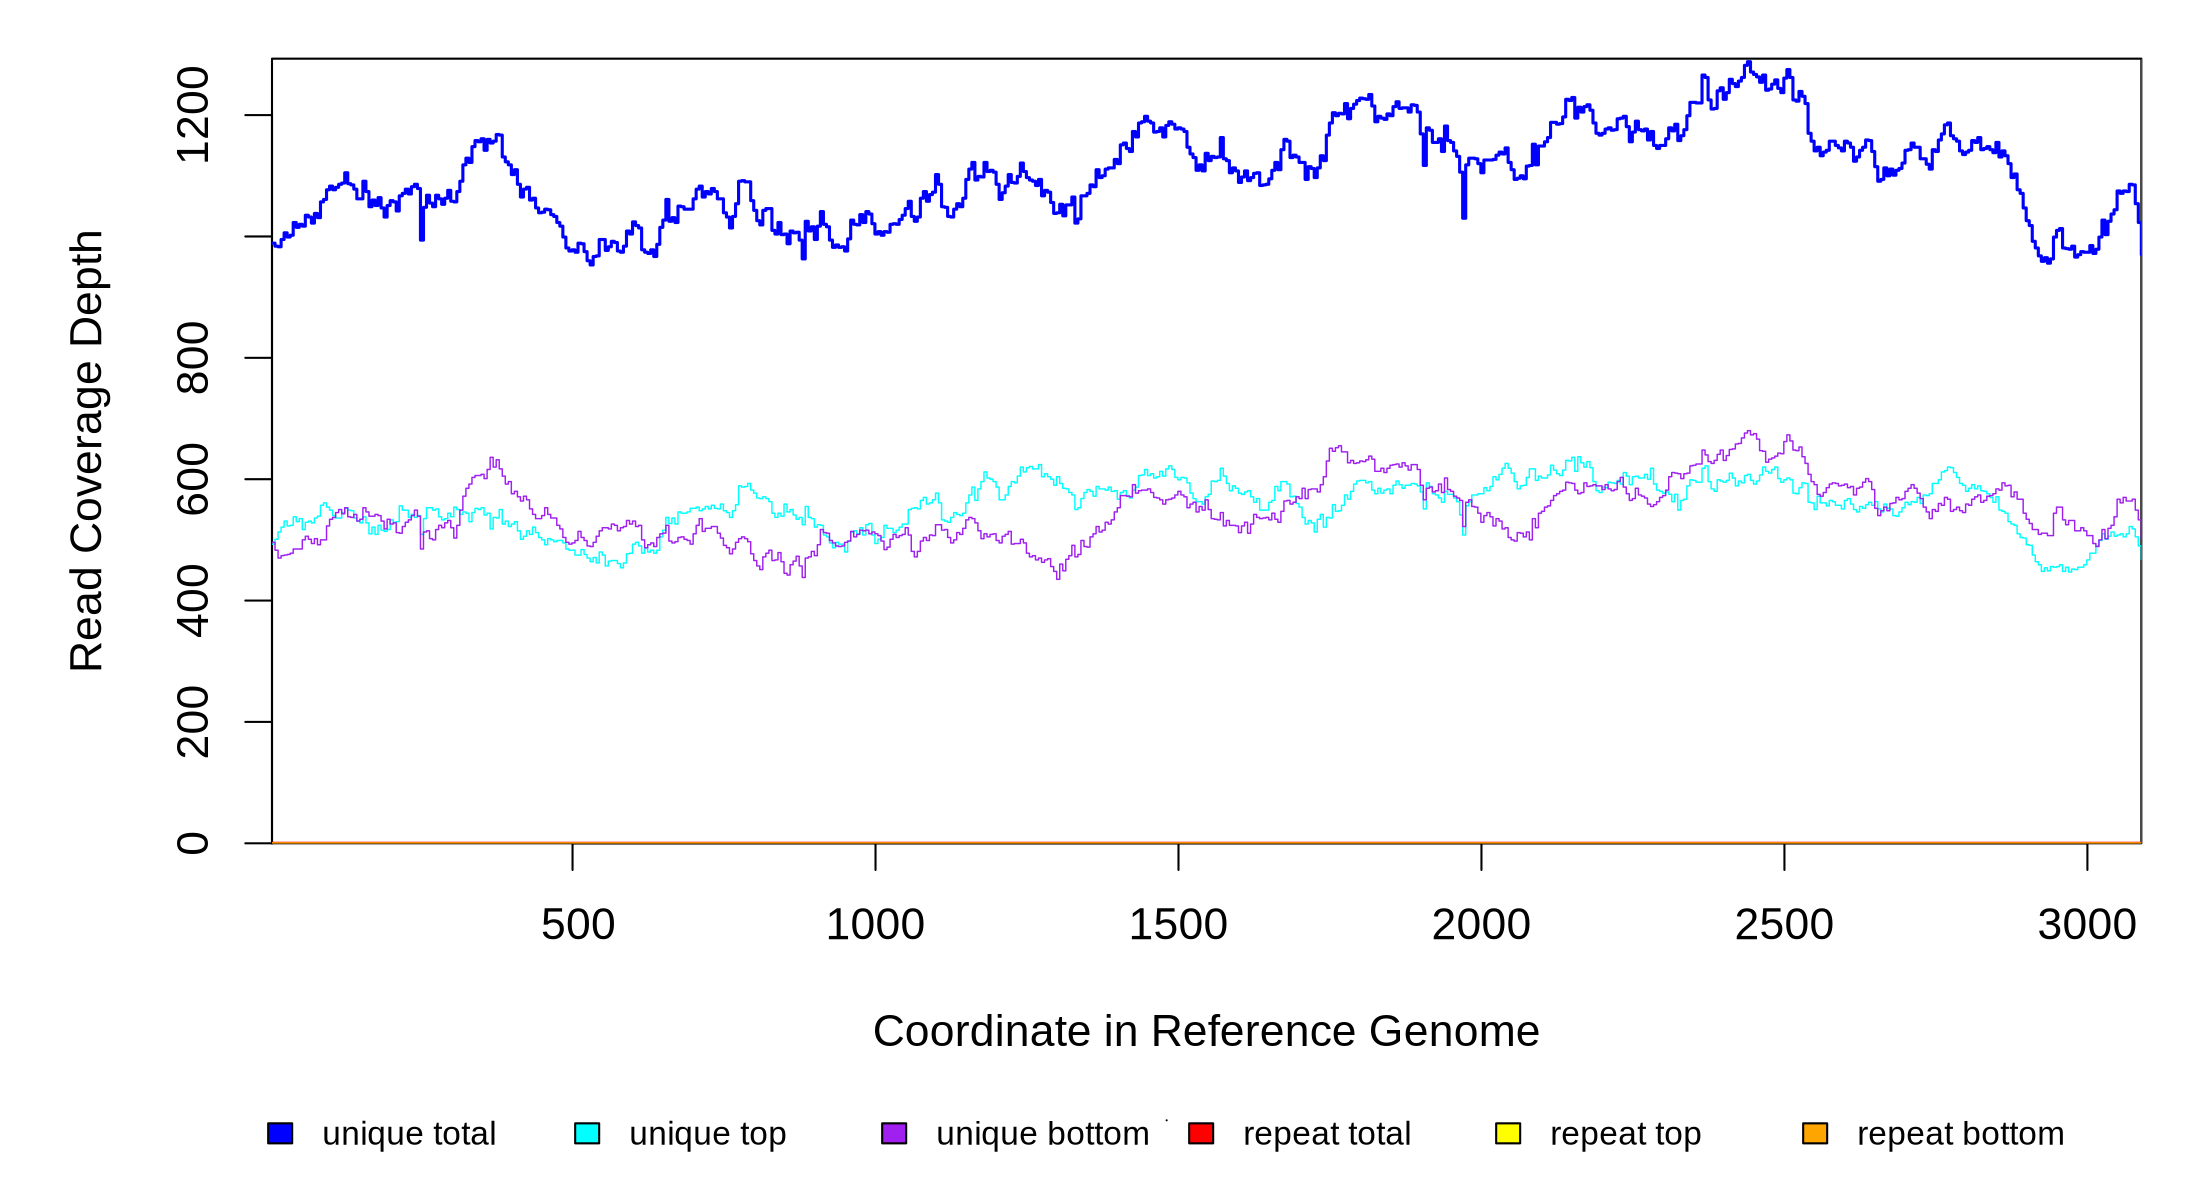 Read Coverage Depth
1200
800
600
400
200
0
500 1000 1500 2000 2500 3000
Coordinate in Reference Genome
unique total unique top unique bottom repeat total repeat top repeat bottom